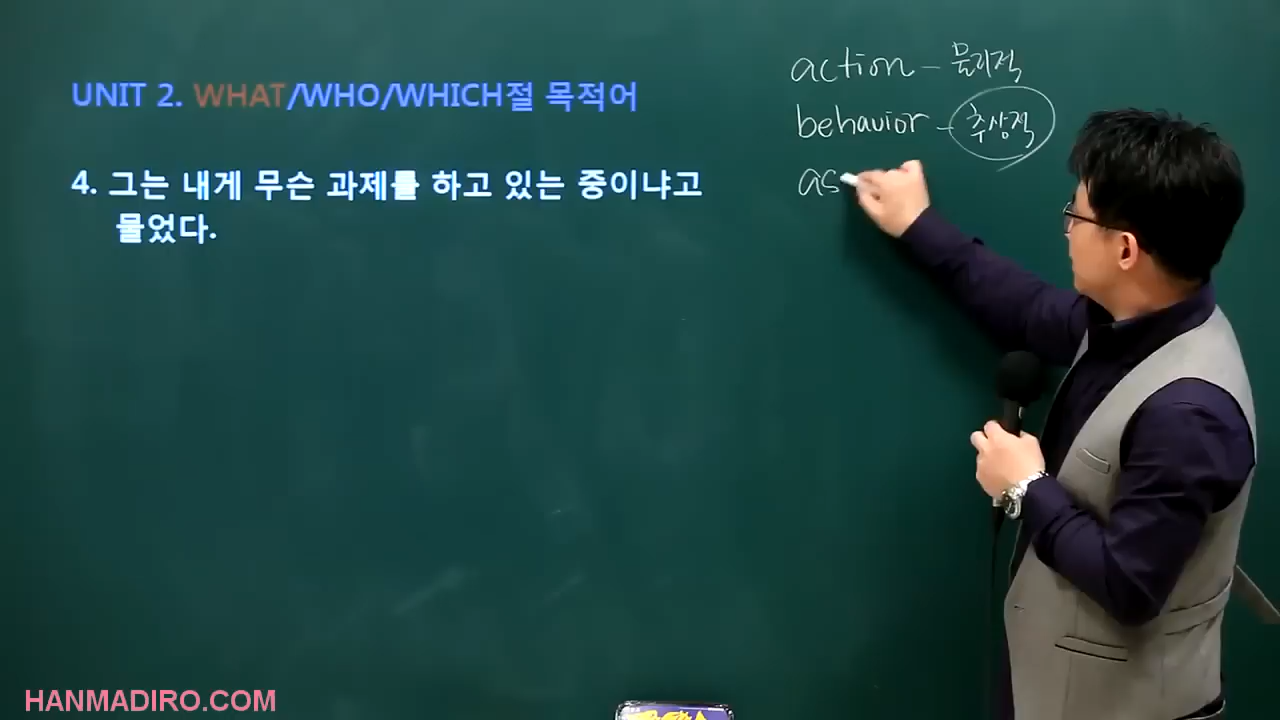 UNIT 2. WHAT/WHO/WHICH절 목적어
4. 그는 내게 무슨 과제를 하고 있는 중이냐고
물었다.
action - 물리적
behavior - 추상적
as
HANMADIRO.COM